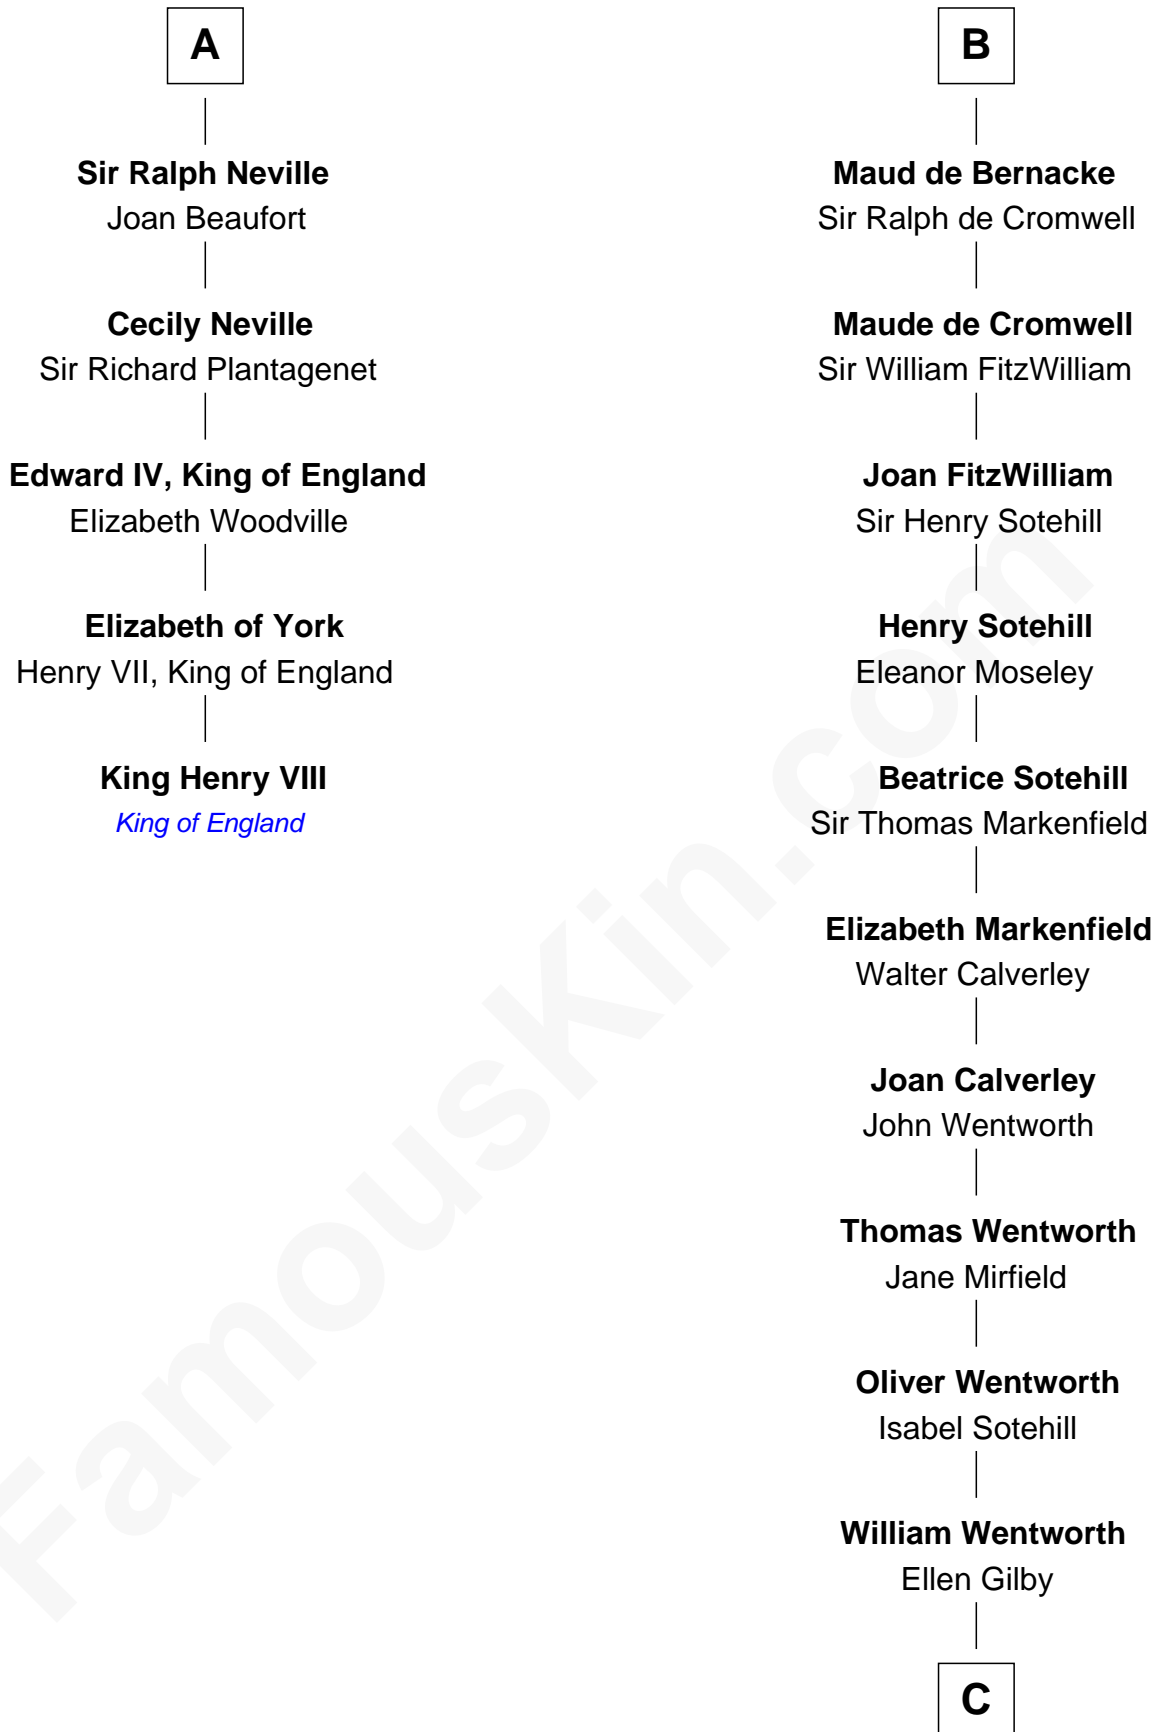 A
Sir Ralph Neville
Joan Beaufort
Cecily Neville
Sir Richard Plantagenet
Edward IV, King of England
Elizabeth Woodville
Elizabeth of York
Henry VII, King of England
King Henry VIII
King of England
B
Maud de Bernacke
Sir Ralph de Cromwell
Maude de Cromwell
Sir William FitzWilliam
Joan FitzWilliam
Sir Henry Sotehill
Henry Sotehill
Eleanor Moseley
Beatrice Sotehill
Sir Thomas Markenfield
Elizabeth Markenfield
Walter Calverley
Joan Calverley
John Wentworth
Thomas Wentworth
Jane Mirfield
Oliver Wentworth
Isabel Sotehill
William Wentworth
Ellen Gilby
C
FamousKin.com